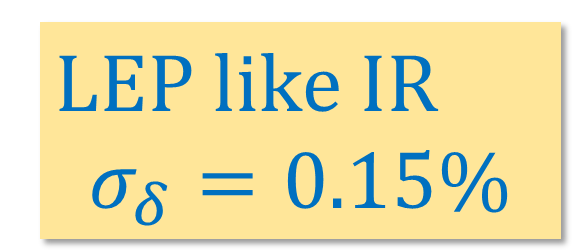 LEP like IR
σ_δ = 0.15%